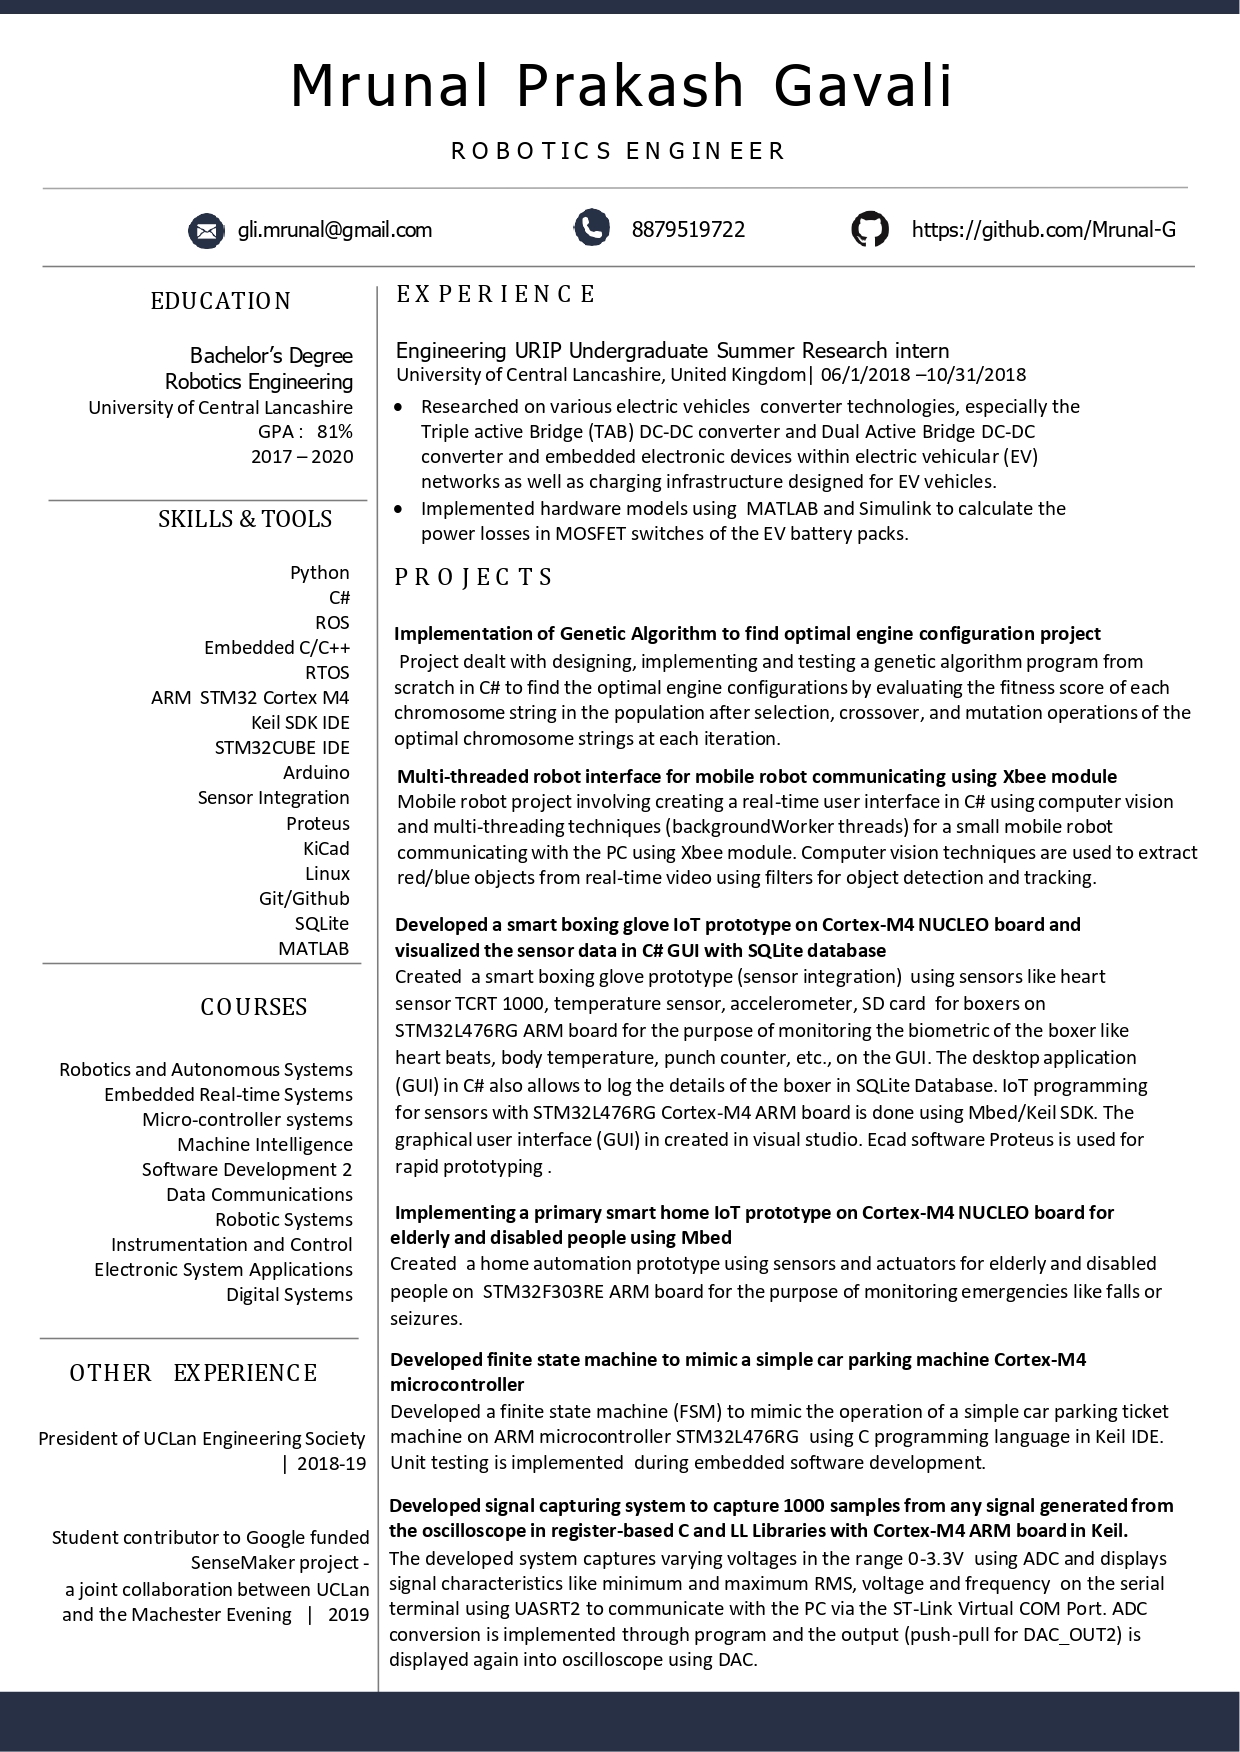 Mrunal Prakash Gavali
ROBOTICS ENGINEER
gli.mrunal@gmail.com
8879519722
https://github.com/Mrunal-G
EDUCATION
Bachelor’s Degree
Robotics Engineering
University of Central Lancashire
GPA : 81%
2017 – 2020
SKILLS & TOOLS
Python
C#
ROS
Embedded C/C++
RTOS
ARM STM32 Cortex M4
Keil SDK IDE
STM32CUBE IDE
Arduino
Sensor Integration
Proteus
KiCad
Linux
Git/Github
SQLite
MATLAB
COURSES
Robotics and Autonomous Systems
Embedded Real-time Systems
Micro-controller systems
Machine Intelligence
Software Development 2
Data Communications
Robotic Systems
Instrumentation and Control
Electronic System Applications
Digital Systems
OTHER EXPERIENCE
President of UCLan Engineering Society
| 2018-19
Student contributor to Google funded
SenseMaker project -
a joint collaboration between UCLan
and the Machester Evening | 2019
EXPERIENCE
Engineering URIP Undergraduate Summer Research intern
University of Central Lancashire, United Kingdom| 06/1/2018 –10/31/2018
• Researched on various electric vehicles converter technologies, especially the
Triple active Bridge (TAB) DC-DC converter and Dual Active Bridge DC-DC
converter and embedded electronic devices within electric vehicular (EV)
networks as well as charging infrastructure designed for EV vehicles.
• Implemented hardware models using MATLAB and Simulink to calculate the
power losses in MOSFET switches of the EV battery packs.
PROJECTS
Implementation of Genetic Algorithm to find optimal engine configuration project
Project dealt with designing, implementing and testing a genetic algorithm program from
scratch in C# to find the optimal engine configurations by evaluating the fitness score of each
chromosome string in the population after selection, crossover, and mutation operations of the
optimal chromosome strings at each iteration.
Multi-threaded robot interface for mobile robot communicating using Xbee module
Mobile robot project involving creating a real-time user interface in C# using computer vision
and multi-threading techniques (backgroundWorker threads) for a small mobile robot
communicating with the PC using Xbee module. Computer vision techniques are used to extract
red/blue objects from real-time video using filters for object detection and tracking.
Developed a smart boxing glove IoT prototype on Cortex-M4 NUCLEO board and
visualized the sensor data in C# GUI with SQLite database
Created a smart boxing glove prototype (sensor integration) using sensors like heart
sensor TCRT 1000, temperature sensor, accelerometer, SD card for boxers on
STM32L476RG ARM board for the purpose of monitoring the biometric of the boxer like
heart beats, body temperature, punch counter, etc., on the GUI. The desktop application
(GUI) in C# also allows to log the details of the boxer in SQLite Database. IoT programming
for sensors with STM32L476RG Cortex-M4 ARM board is done using Mbed/Keil SDK. The
graphical user interface (GUI) in created in visual studio. Ecad software Proteus is used for
rapid prototyping .
Implementing a primary smart home IoT prototype on Cortex-M4 NUCLEO board for
elderly and disabled people using Mbed
Created a home automation prototype using sensors and actuators for elderly and disabled
people on STM32F303RE ARM board for the purpose of monitoring emergencies like falls or
seizures.
Developed finite state machine to mimic a simple car parking machine Cortex-M4
microcontroller
Developed a finite state machine (FSM) to mimic the operation of a simple car parking ticket
machine on ARM microcontroller STM32L476RG using C programming language in Keil IDE.
Unit testing is implemented during embedded software development.
Developed signal capturing system to capture 1000 samples from any signal generated from
the oscilloscope in register-based C and LL Libraries with Cortex-M4 ARM board in Keil.
The developed system captures varying voltages in the range 0-3.3V using ADC and displays
signal characteristics like minimum and maximum RMS, voltage and frequency on the serial
terminal using UASRT2 to communicate with the PC via the ST-Link Virtual COM Port. ADC
conversion is implemented through program and the output (push-pull for DAC_OUT2) is
displayed again into oscilloscope using DAC.